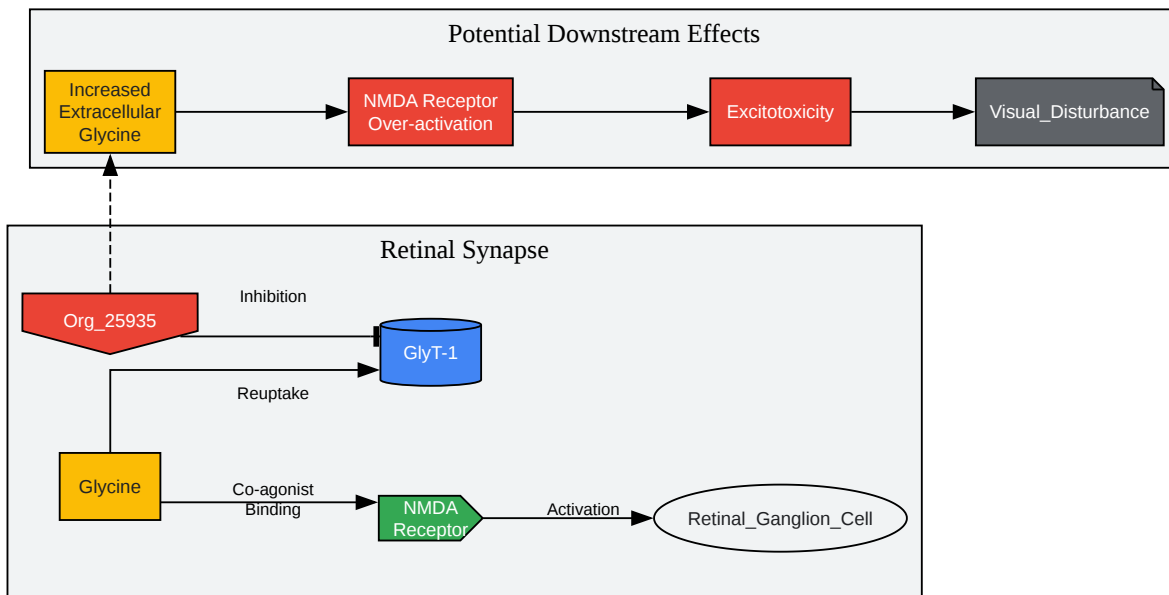 Potential Downstream Effects
Increased
Extracellular
Glycine
NMDA Receptor
Over-activation
Excitotoxicity
Visual_Disturbance
Retinal Synapse
Org_25935
Inhibition
GlyT-1
Reuptake
Glycine
Co-agonist
Binding
NMDA
Receptor
Activation
Retinal_Ganglion_Cell